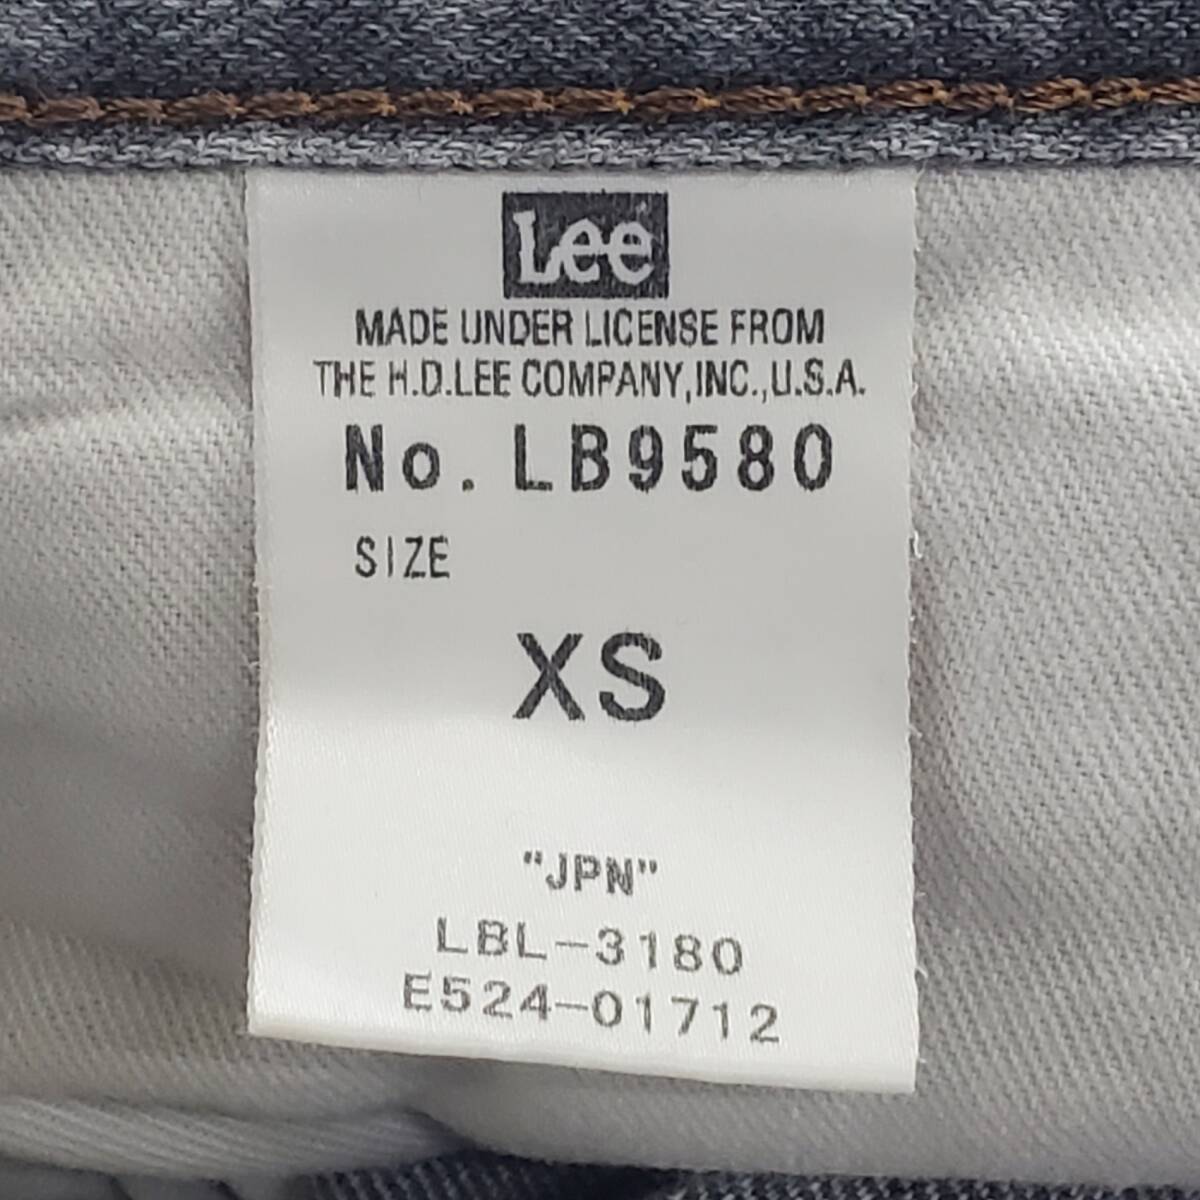 Lee
MADE UNDER LICENSE FROM
THE H.D.LEE COMPANY,INC.,U.S.A.
No. LB9580
SIZE
XS
"JPN"
LBL-3180
E524-01712